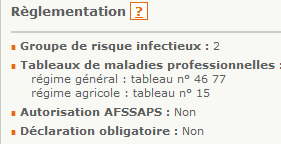 Règlementation ?
Groupe de risque infectieux : 2
Tableaux de maladies professionnelles :
régime général : tableau n° 46 77
régime agricole : tableau n° 15
Autorisation AFSSAPS : Non
Déclaration obligatoire : Non